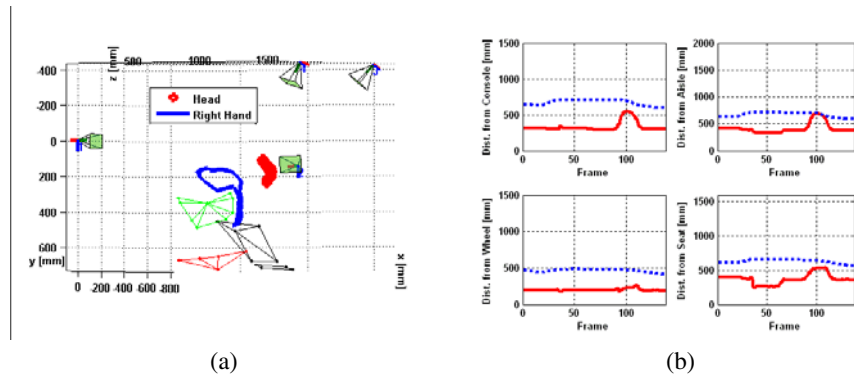 z [mm]
500
1000
1500
-400
-200
0
200
400
600
y [mm]
0
-200
-400
-600
-800
x [mm]
Head
Right Hand
(a)
Dist. from Console [mm]
1500
1000
500
0
0
50
100
Frame
Dist. from Aisle [mm]
2000
1500
1000
500
0
0
50
100
Frame
Dist. from Wheel [mm]
1500
1000
500
0
0
50
100
Frame
Dist. from Seat [mm]
1500
1000
500
0
0
50
100
Frame
(b)